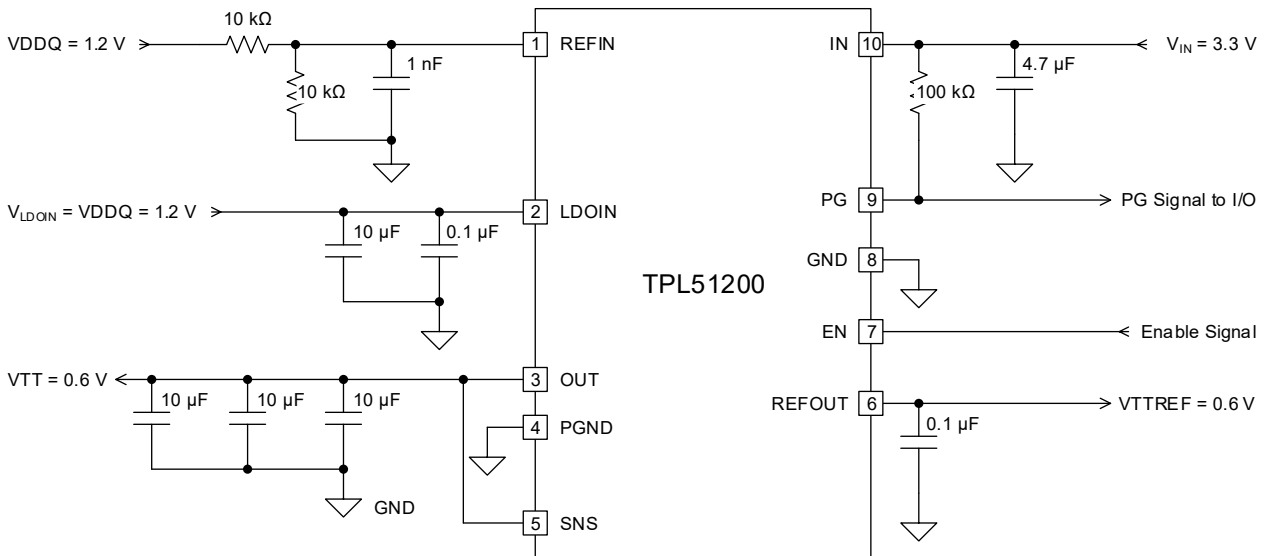 10 kΩ
VDDQ = 1.2 V
1
REFIN
10 kΩ
1 nF
VLDOIN = VDDQ = 1.2 V
2
LDOIN
10 µF
0.1 µF
VTT = 0.6 V
3
OUT
10 µF
10 µF
10 µF
4
PGND
GND
5
SNS
TPL51200
IN
10
VIN = 3.3 V
4.7 µF
100 kΩ
PG
9
PG Signal to I/O
GND
8
EN
7
Enable Signal
REFOUT
6
VTTREF = 0.6 V
0.1 µF